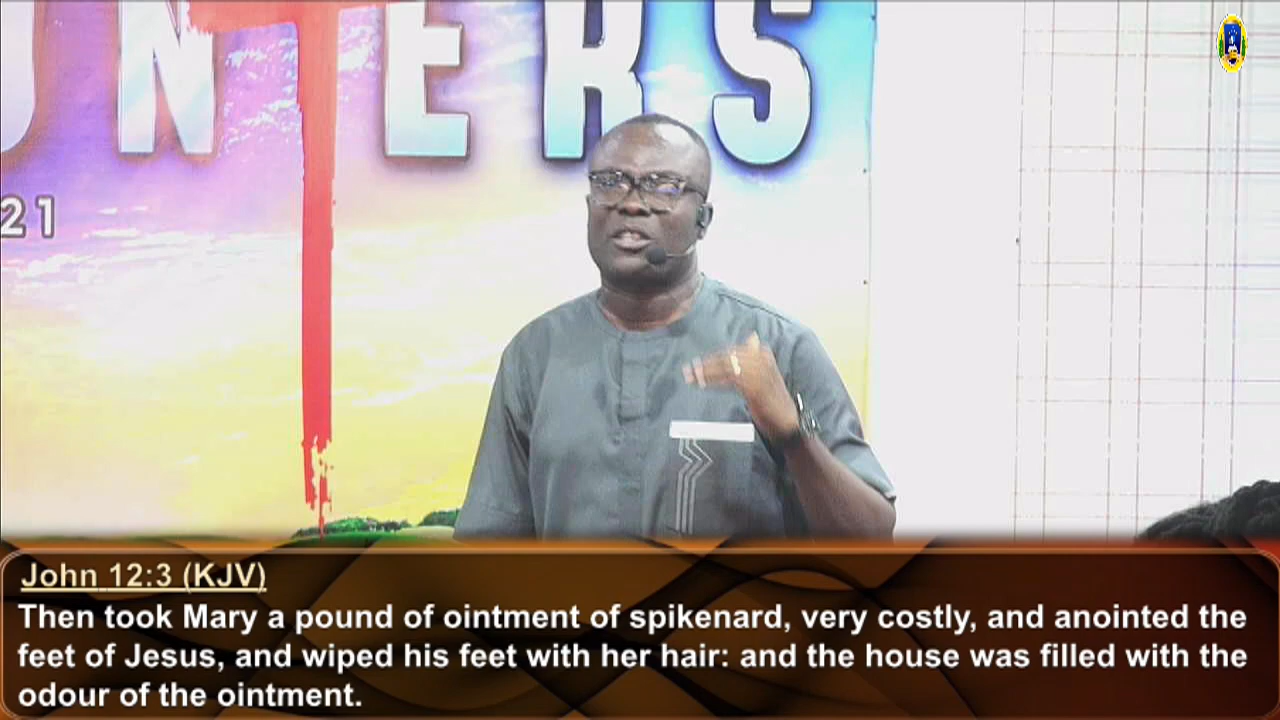 UNTERS
21
John 12:3 (KJV)
Then took Mary a pound of ointment of spikenard, very costly, and anointed the
feet of Jesus, and wiped his feet with her hair: and the house was filled with the
odour of the ointment.